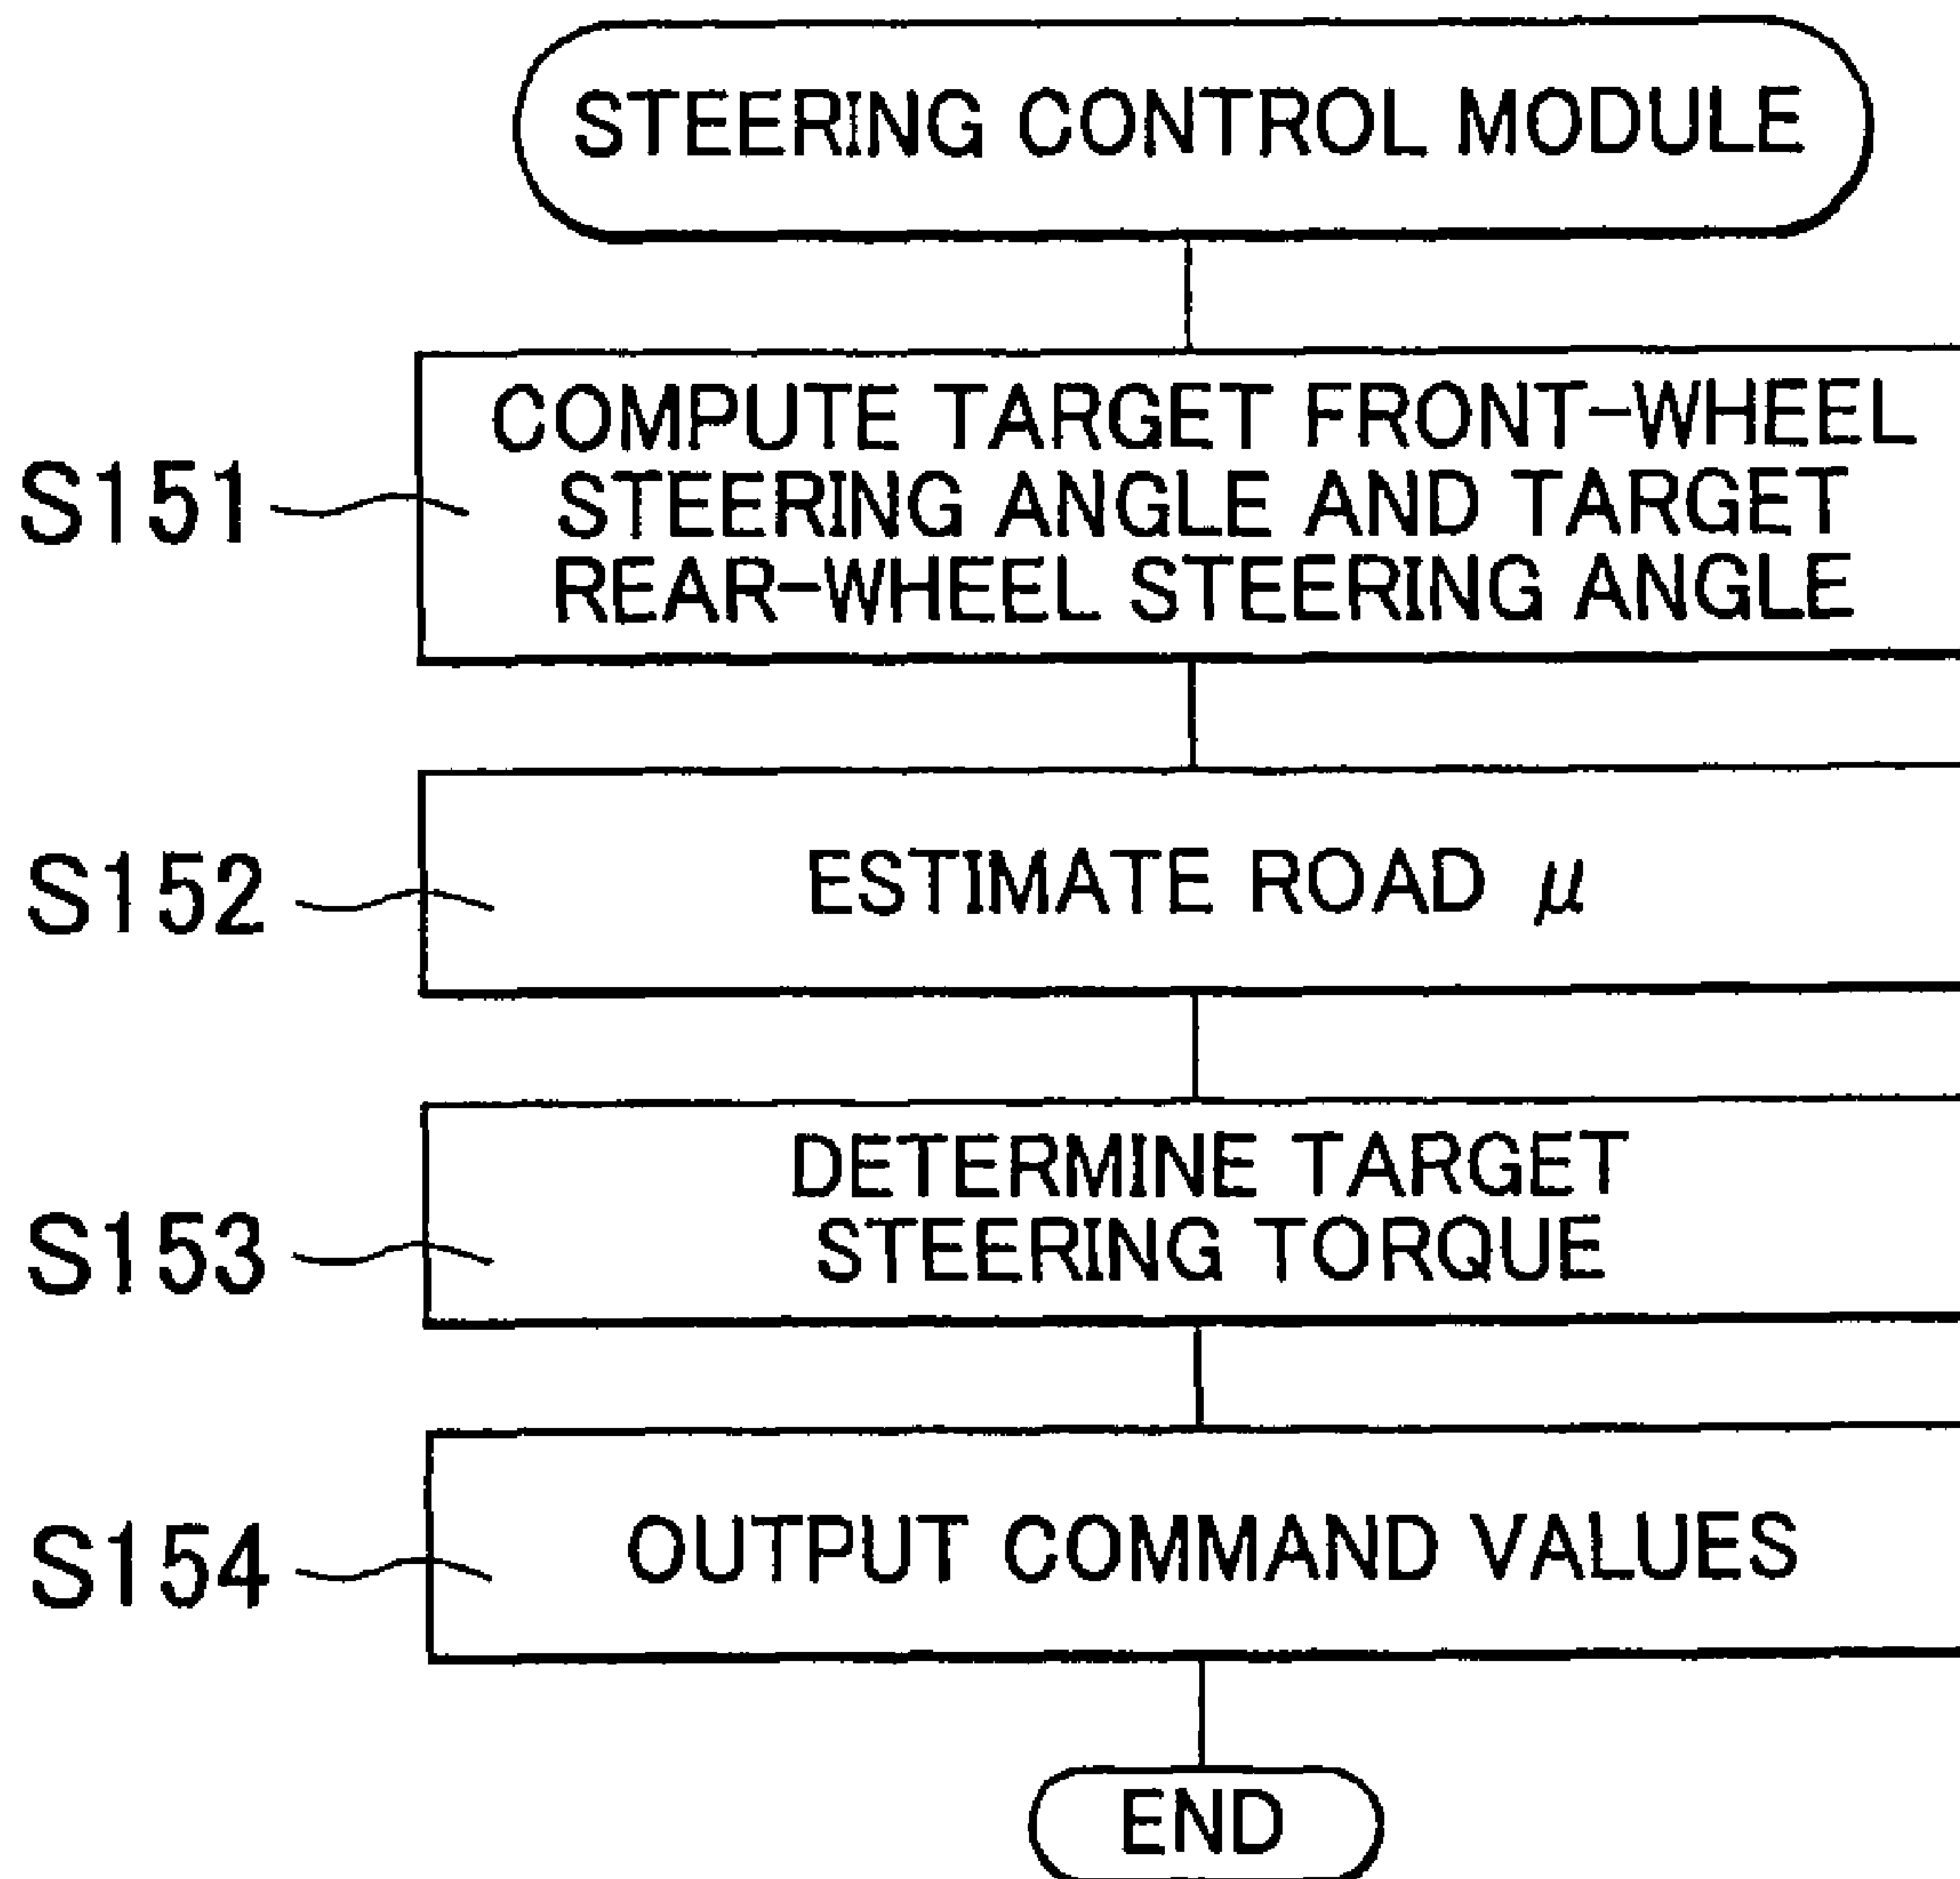 STEERING CONTROL MODULE
S151
COMPUTE TARGET FRONT-WHEEL
STEERING ANGLE AND TARGET
REAR-WHEEL STEERING ANGLE
S152
ESTIMATE ROAD μ
S153
DETERMINE TARGET
STEERING TORQUE
S154
OUTPUT COMMAND VALUES
END